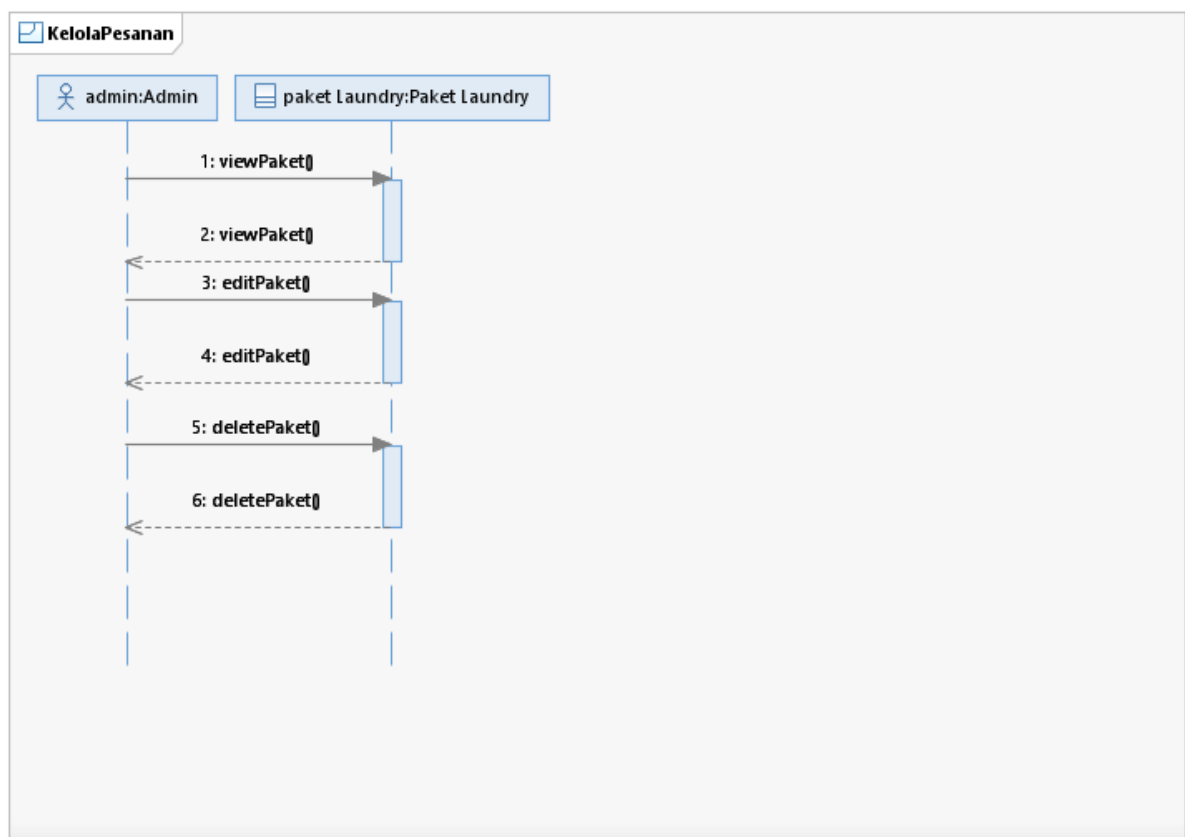 KelolaPesanan
admin:Admin
paket Laundry:Paket Laundry
1: viewPaket()
2: viewPaket()
3: editPaket()
4: editPaket()
5: deletePaket()
6: deletePaket()